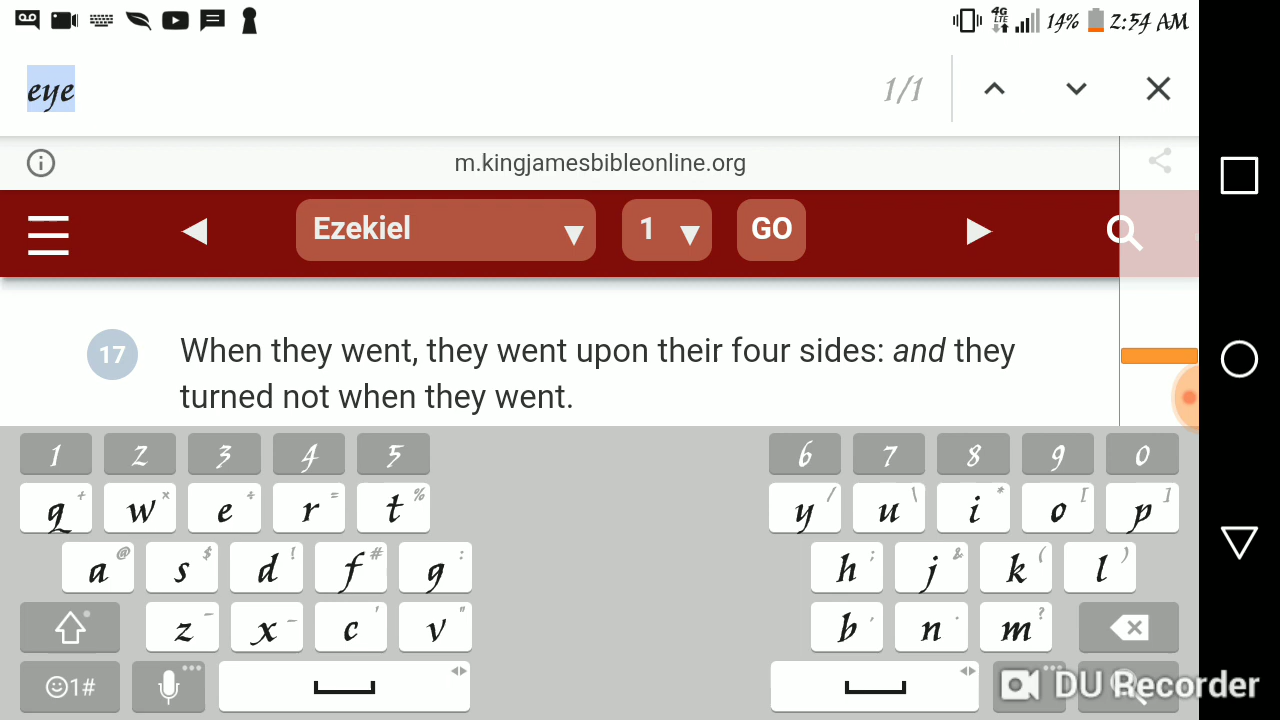 4G LTE 14% 2:54 AM
eye 1/1
m.kingjamesbibleonline.org
Ezekiel 1 GO
17 When they went, they went upon their four sides: and they
turned not when they went.
1 2 3 4 5 6 7 8 9 0
q + w × e ÷ r = t % y / u \ i * o [ p ]
a @ s $ d ! f # g : h ; j & k ( l )
z - x - c ' v " b , n . m ?
1#
DU Recorder